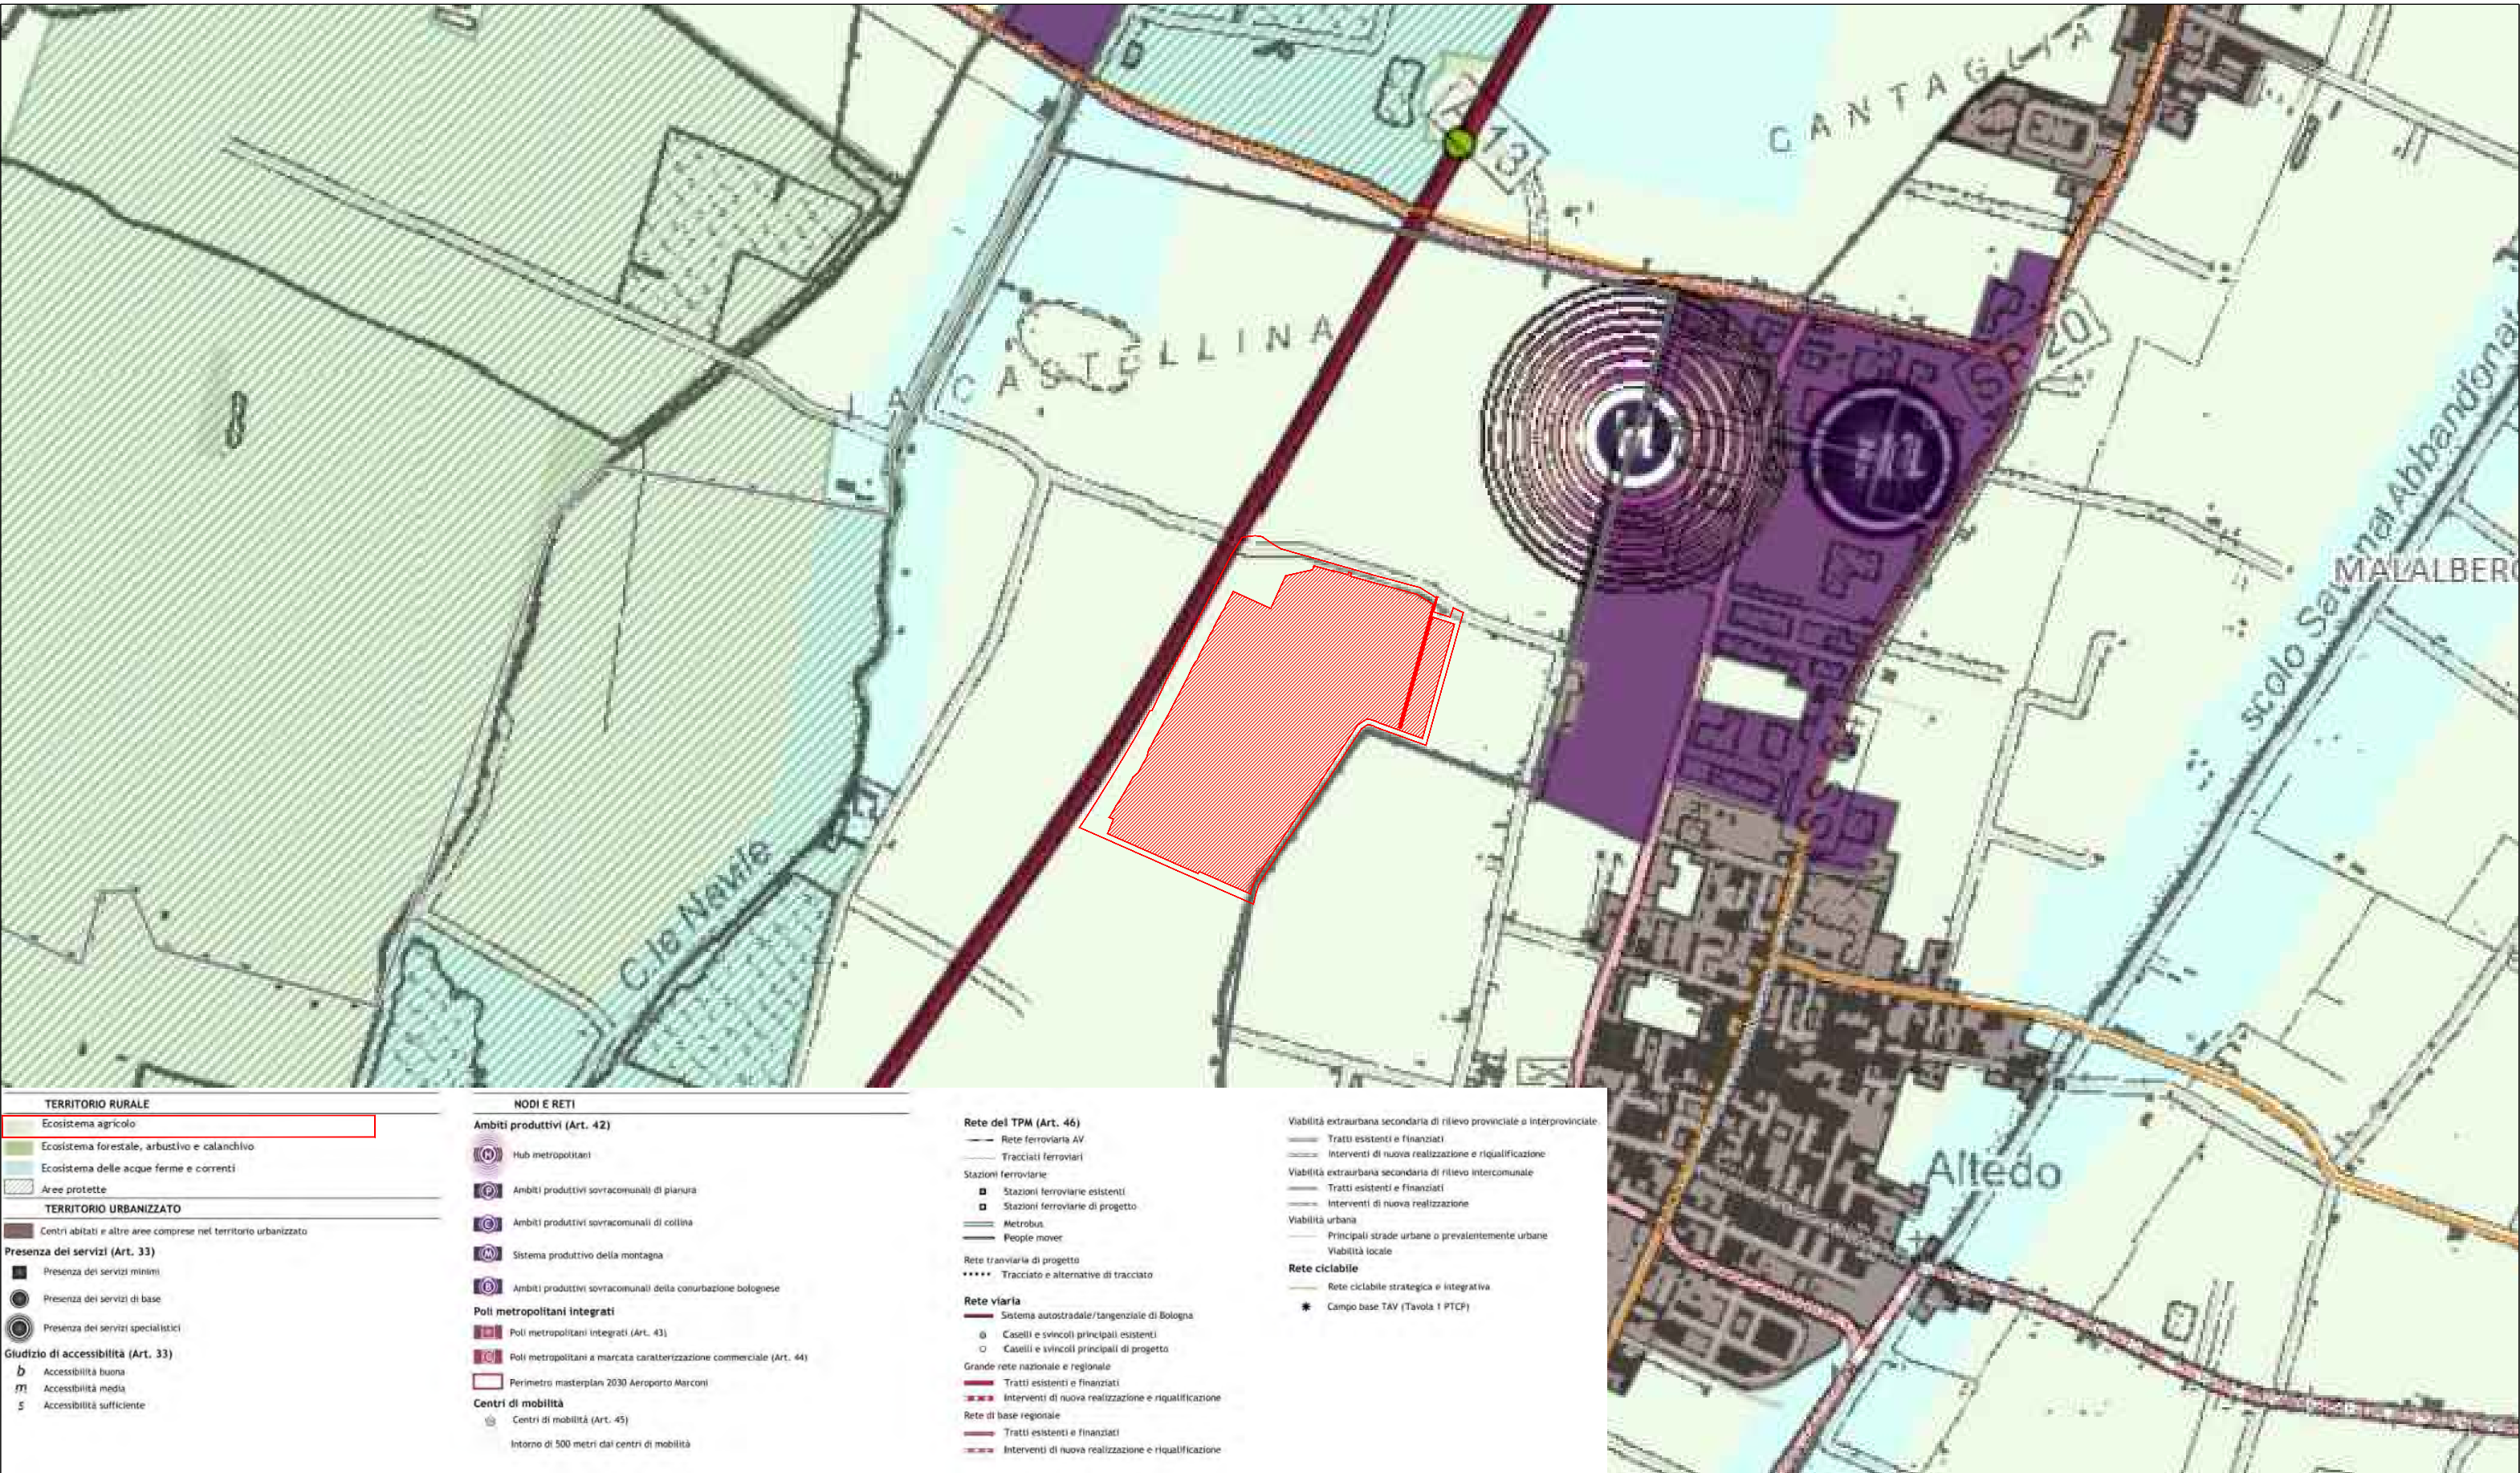 CANTAGLIA
A13
LA CASTELLINA
SP 20
MALALBERG
scolo Savena Abbandonat
C.le Navile
Altedo
TERRITORIO RURALE
Ecosistema agricolo
Ecosistema forestale, arbustivo e calanchivo
Ecosistema delle acque ferme e correnti
Aree protette
TERRITORIO URBANIZZATO
Centri abitati e altre aree comprese nel territorio urbanizzato
Presenza dei servizi (Art. 33)
Presenza dei servizi minimi
Presenza dei servizi di base
Presenza dei servizi specialistici
Giudizio di accessibilità (Art. 33)
b Accessibilità buona
m Accessibilità media
s Accessibilità sufficiente
NODI E RETI
Ambiti produttivi (Art. 42)
H Hub metropolitani
P Ambiti produttivi sovracomunali di pianura
C Ambiti produttivi sovracomunali di collina
M Sistema produttivo della montagna
B Ambiti produttivi sovracomunali della conurbazione bolognese
Poli metropolitani integrati
Poli metropolitani integrati (Art. 43)
C Poli metropolitani a marcata caratterizzazione commerciale (Art. 44)
Perimetro masterplan 2030 Aeroporto Marconi
Centri di mobilità
Centri di mobilità (Art. 45)
Intorno di 500 metri dai centri di mobilità
Rete del TPM (Art. 46)
Rete ferroviaria AV
Tracciati ferroviari
Stazioni ferroviarie
Stazioni ferroviarie esistenti
Stazioni ferroviarie di progetto
Metrobus
People mover
Rete tranviaria di progetto
Tracciato e alternative di tracciato
Rete viaria
Sistema autostradale/tangenziale di Bologna
Caselli e svincoli principali esistenti
Caselli e svincoli principali di progetto
Grande rete nazionale e regionale
Tratti esistenti e finanziati
Interventi di nuova realizzazione e riqualificazione
Rete di base regionale
Tratti esistenti e finanziati
Interventi di nuova realizzazione e riqualificazione
Viabilità extraurbana secondaria di rilievo provinciale o interprovinciale
Tratti esistenti e finanziati
Interventi di nuova realizzazione e riqualificazione
Viabilità extraurbana secondaria di rilievo intercomunale
Tratti esistenti e finanziati
Interventi di nuova realizzazione
Viabilità urbana
Principali strade urbane o prevalentemente urbane
Viabilità locale
Rete ciclabile
Rete ciclabile strategica e integrativa
Campo base TAV (Tavola 1 PTCP)